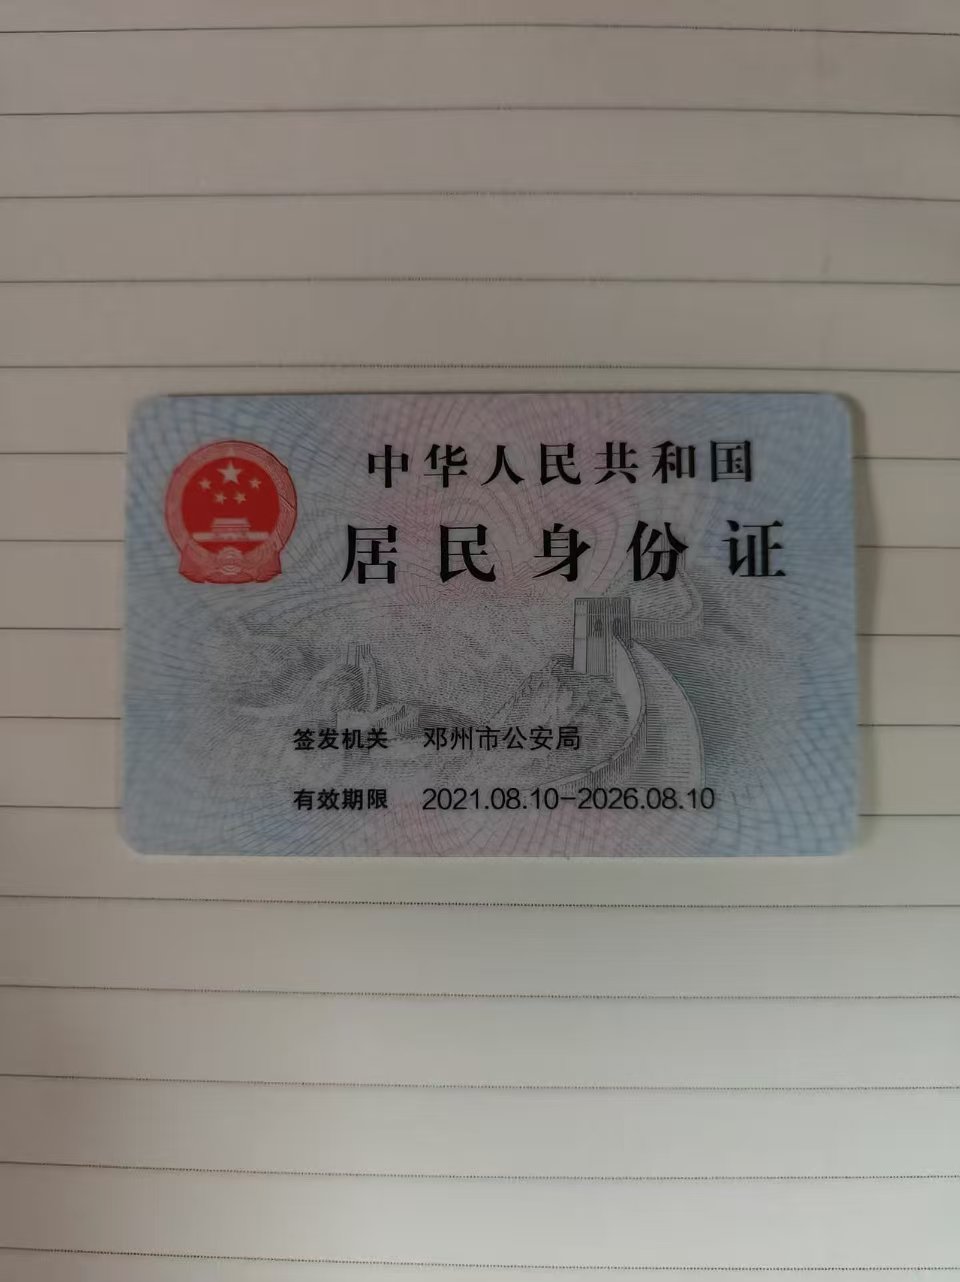 中华人民共和国
居民身份证
签发机关 邓州市公安局
有效期限 2021.08.10-2026.08.10